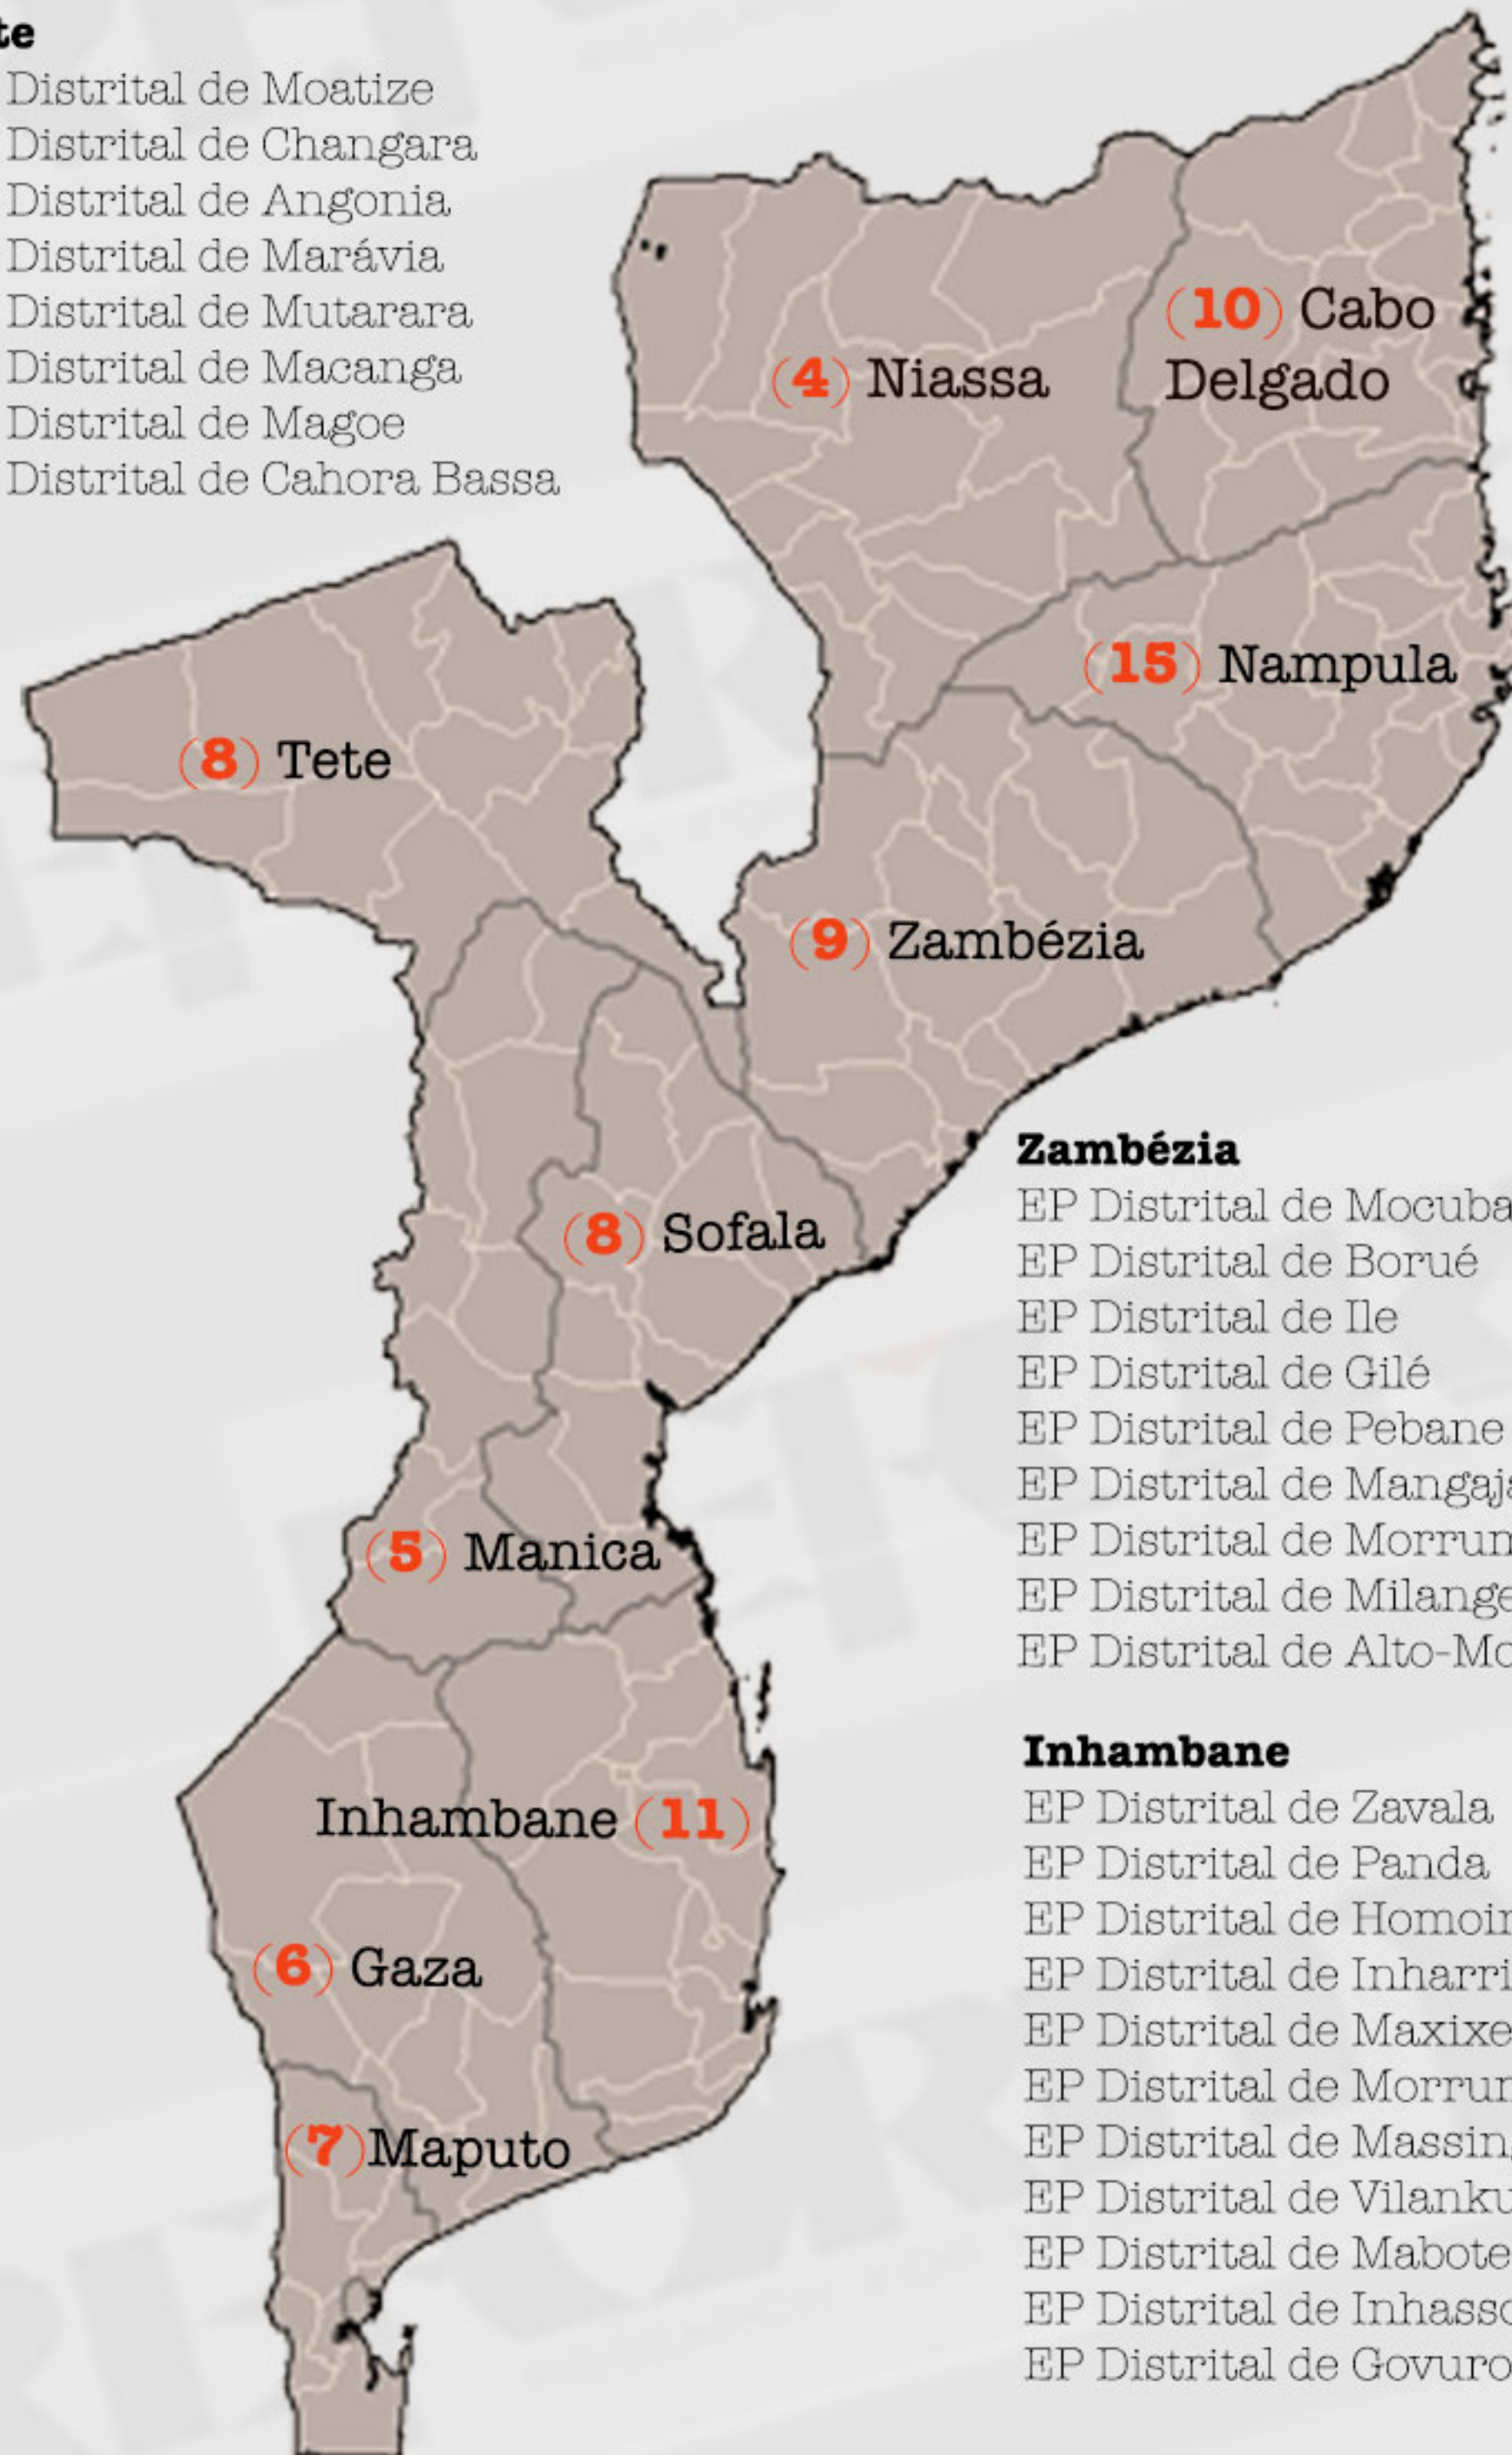 Distrital de Moatize
Distrital de Changara
Distrital de Angonia
Distrital de Marávia
Distrital de Mutarara
Distrital de Macanga
Distrital de Magoe
Distrital de Cahora Bassa
(10) Cabo
Delgado
(4) Niassa
(15) Nampula
(8) Tete
(9) Zambézia
(8) Sofala
(5) Manica
Inhambane (11)
(6) Gaza
(7) Maputo
Zambézia
EP Distrital de Mocuba
EP Distrital de Borué
EP Distrital de Ile
EP Distrital de Gilé
EP Distrital de Pebane
EP Distrital de
EP Distrital de
EP Distrital de Milange
EP Distrital de
Inhambane
EP Distrital de Zavala
EP Distrital de Panda
EP Distrital de
EP Distrital de
EP Distrital de Maxixe
EP Distrital de
EP Distrital de
EP Distrital de
EP Distrital de Mabote
EP Distrital de
EP Distrital de Govuro